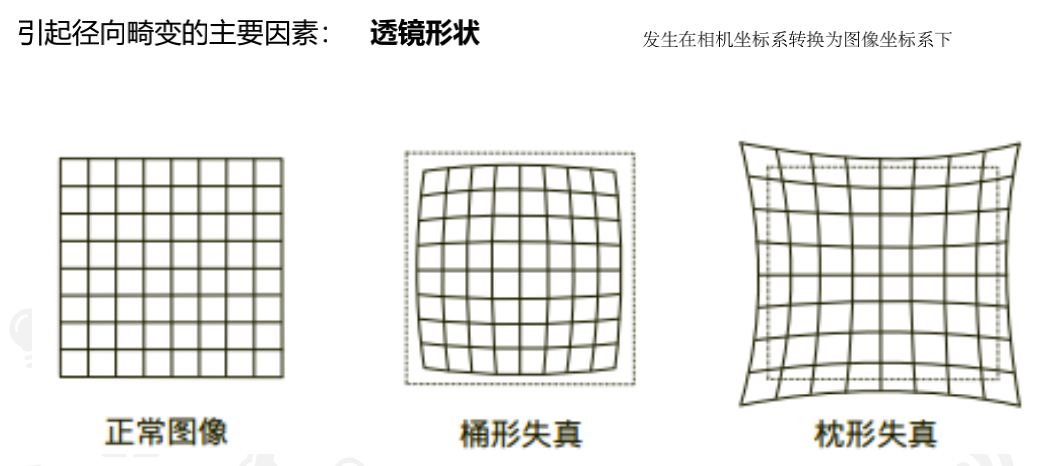 引起径向畸变的主要因素： 透镜形状
发生在相机坐标系转换为图像坐标系下
正常图像
桶形失真
枕形失真